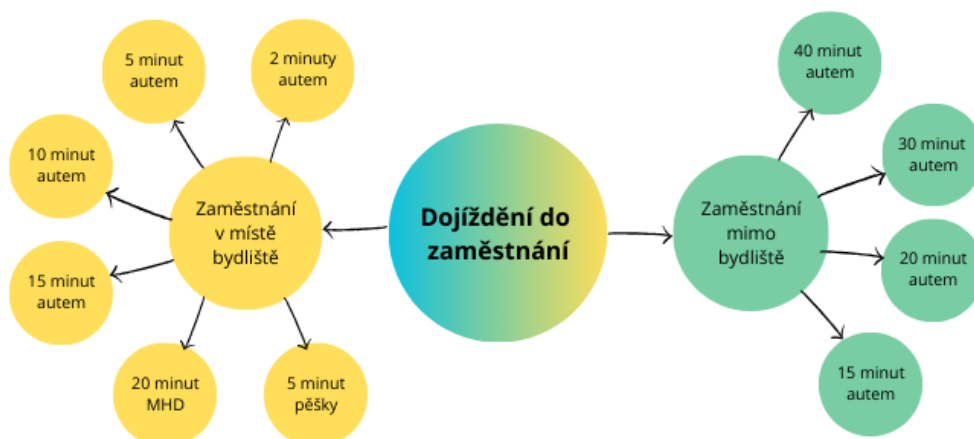 Dojíždění do
zaměstnání
Zaměstnání
v místě
bydliště
2 minuty
autem
5 minut
autem
10 minut
autem
15 minut
autem
20 minut
MHD
5 minut
pěšky
Zaměstnání
mimo
bydliště
40 minut
autem
30 minut
autem
20 minut
autem
15 minut
autem